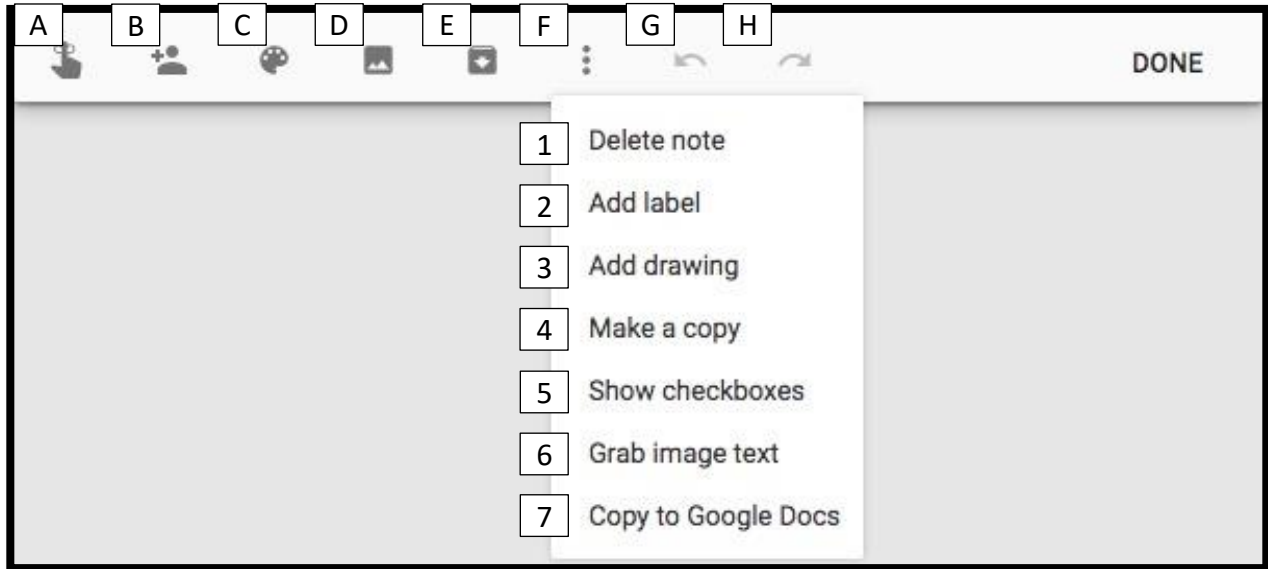 A B C D E F G H
DONE
1 Delete note
2 Add label
3 Add drawing
4 Make a copy
5 Show checkboxes
6 Grab image text
7 Copy to Google Docs